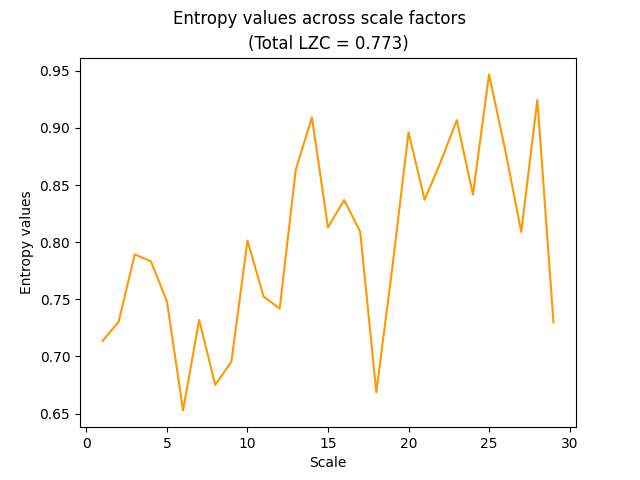 Entropy values across scale factors
(Total LZC = 0.773)
0.95
0.90
0.85
0.80
0.75
0.70
0.65
Entropy values
0 5 10 15 20 25 30
Scale